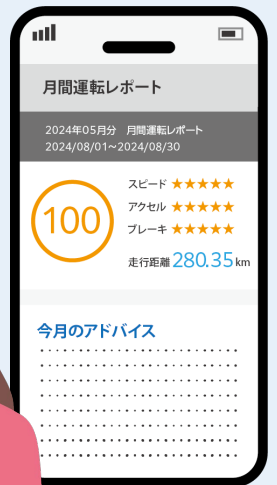 月間運転レポート
2024年05月分　月間運転レポート
2024/08/01~2024/08/30
100
スピード ★★★★★
アクセル ★★★★★
ブレーキ ★★★★★
走行距離 280.35 km
今月のアドバイス